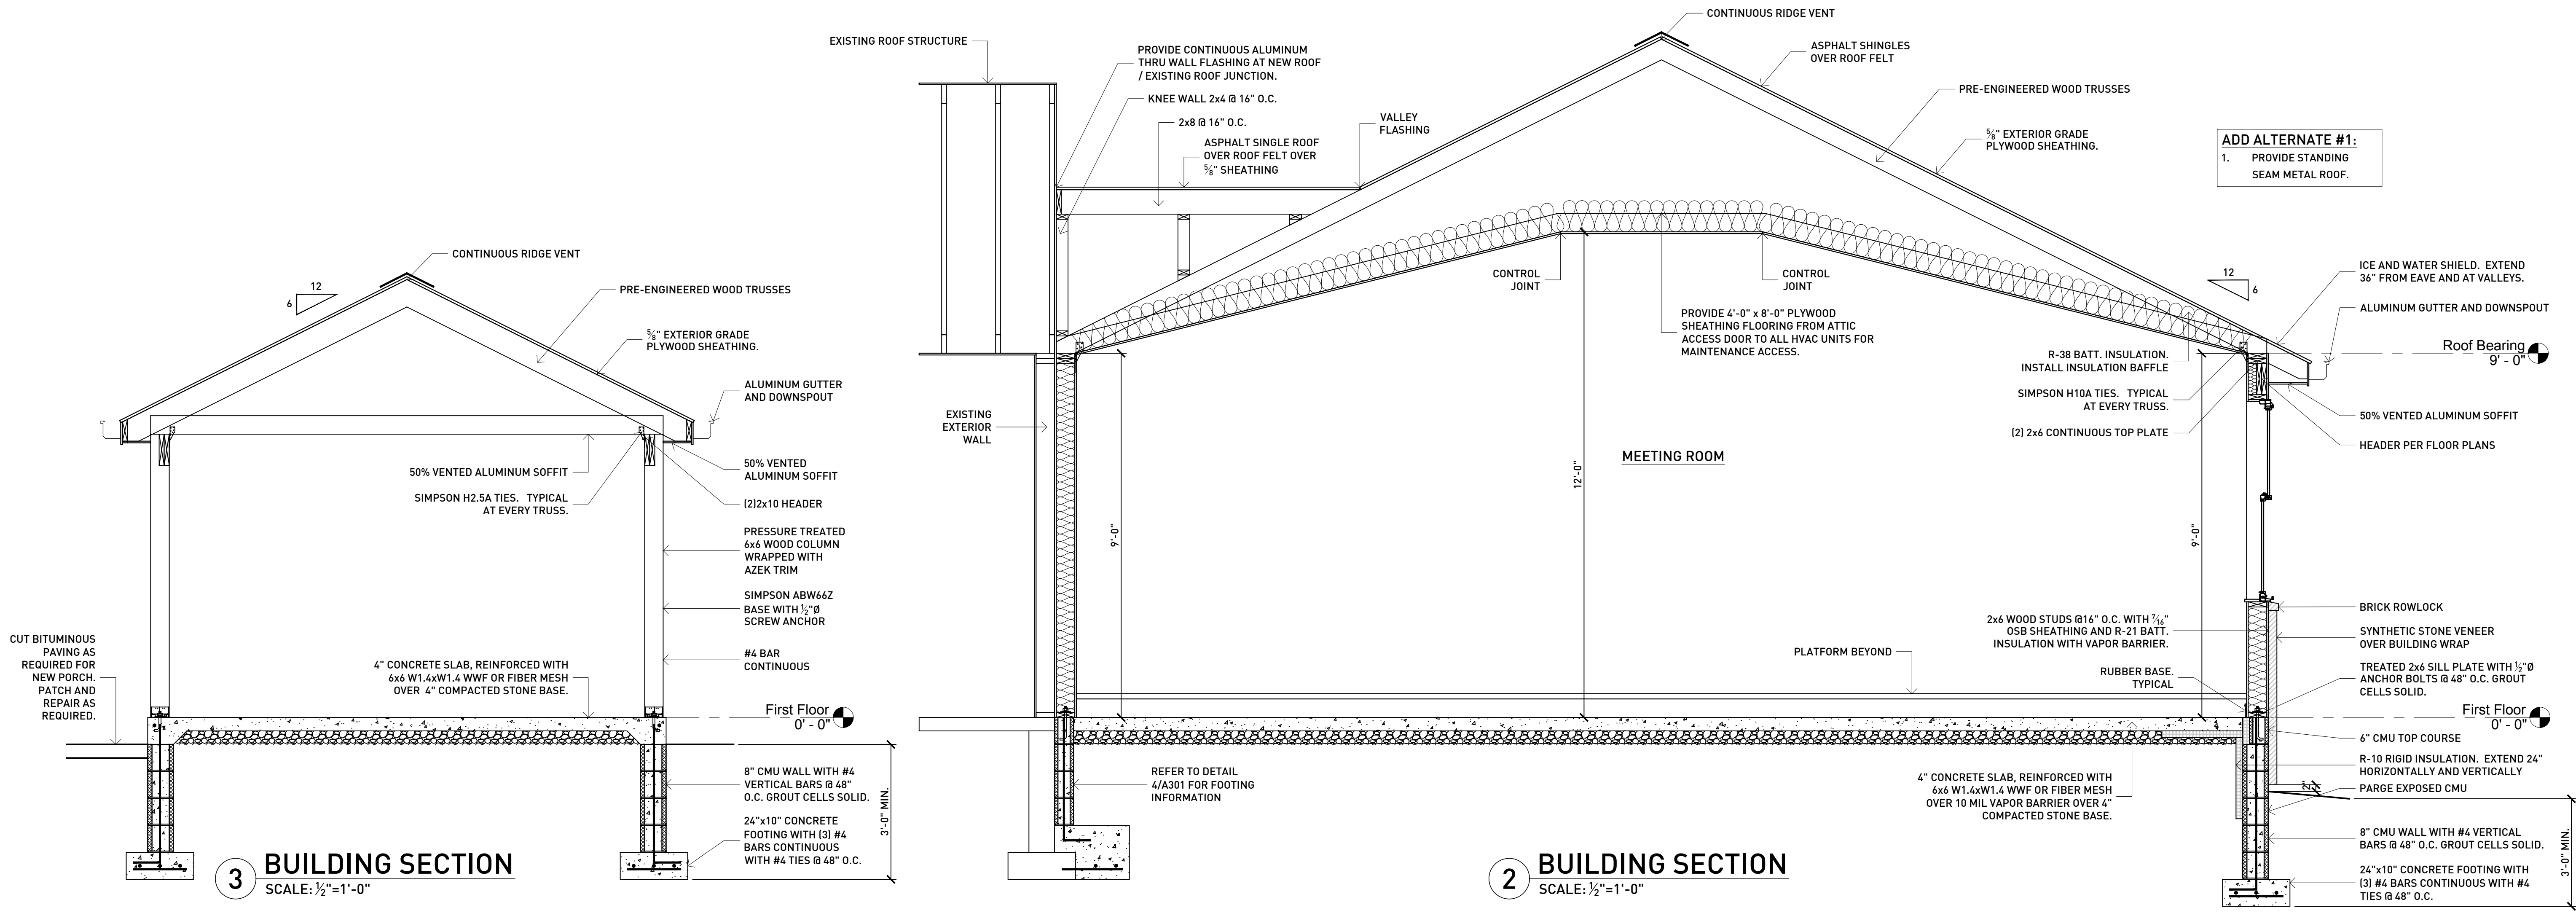 CONTINUOUS RIDGE VENT
12
6
PRE-ENGINEERED WOOD TRUSSES
5/8" EXTERIOR GRADE
PLYWOOD SHEATHING.
ALUMINUM GUTTER
AND DOWNSPOUT
50% VENTED ALUMINUM SOFFIT
SIMPSON H2.5A TIES. TYPICAL
AT EVERY TRUSS.
50% VENTED
ALUMINUM SOFFIT
(2)2x10 HEADER
PRESSURE TREATED
6x6 WOOD COLUMN
WRAPPED WITH
AZEK TRIM
SIMPSON ABW66Z
BASE WITH 1/2"Ø
SCREW ANCHOR
#4 BAR
CONTINUOUS
CUT BITUMINOUS
PAVING AS
REQUIRED FOR
NEW PORCH.
PATCH AND
REPAIR AS
REQUIRED.
4" CONCRETE SLAB, REINFORCED WITH
6x6 W1.4xW1.4 WWF OR FIBER MESH
OVER 4" COMPACTED STONE BASE.
First Floor
0' - 0"
8" CMU WALL WITH #4
VERTICAL BARS @ 48"
O.C. GROUT CELLS SOLID.
24"x10" CONCRETE
FOOTING WITH (3) #4
BARS CONTINUOUS
WITH #4 TIES @ 48" O.C.
3'-0" MIN.
3
BUILDING SECTION
SCALE: 1/2"=1'-0"
EXISTING ROOF STRUCTURE
PROVIDE CONTINUOUS ALUMINUM
THRU WALL FLASHING AT NEW ROOF
/ EXISTING ROOF JUNCTION.
KNEE WALL 2x4 @ 16" O.C.
2x8 @ 16" O.C.
ASPHALT SINGLE ROOF
OVER ROOF FELT OVER
5/8" SHEATHING
VALLEY
FLASHING
CONTINUOUS RIDGE VENT
ASPHALT SHINGLES
OVER ROOF FELT
PRE-ENGINEERED WOOD TRUSSES
5/8" EXTERIOR GRADE
PLYWOOD SHEATHING.
ADD ALTERNATE #1:
1. PROVIDE STANDING
SEAM METAL ROOF.
CONTROL
JOINT
CONTROL
JOINT
PROVIDE 4'-0" x 8'-0" PLYWOOD
SHEATHING FLOORING FROM ATTIC
ACCESS DOOR TO ALL HVAC UNITS FOR
MAINTENANCE ACCESS.
12
6
ICE AND WATER SHIELD. EXTEND
36" FROM EAVE AND AT VALLEYS.
ALUMINUM GUTTER AND DOWNSPOUT
Roof Bearing
9' - 0"
R-38 BATT. INSULATION.
INSTALL INSULATION BAFFLE
SIMPSON H10A TIES. TYPICAL
AT EVERY TRUSS.
(2) 2x6 CONTINUOUS TOP PLATE
50% VENTED ALUMINUM SOFFIT
HEADER PER FLOOR PLANS
EXISTING
EXTERIOR
WALL
MEETING ROOM
9'-0"
12'-0"
9'-0"
2x6 WOOD STUDS @16" O.C. WITH 7/16"
OSB SHEATHING AND R-21 BATT.
INSULATION WITH VAPOR BARRIER.
PLATFORM BEYOND
RUBBER BASE.
TYPICAL
BRICK ROWLOCK
SYNTHETIC STONE VENEER
OVER BUILDING WRAP
TREATED 2x6 SILL PLATE WITH 1/2"Ø
ANCHOR BOLTS @ 48" O.C. GROUT
CELLS SOLID.
First Floor
0' - 0"
6" CMU TOP COURSE
R-10 RIGID INSULATION. EXTEND 24"
HORIZONTALLY AND VERTICALLY
2"
PARGE EXPOSED CMU
REFER TO DETAIL
4/A301 FOR FOOTING
INFORMATION
4" CONCRETE SLAB, REINFORCED WITH
6x6 W1.4xW1.4 WWF OR FIBER MESH
OVER 10 MIL VAPOR BARRIER OVER 4"
COMPACTED STONE BASE.
8" CMU WALL WITH #4 VERTICAL
BARS @ 48" O.C. GROUT CELLS SOLID.
24"x10" CONCRETE FOOTING WITH
(3) #4 BARS CONTINUOUS WITH #4
TIES @ 48" O.C.
3'-0" MIN.
2
BUILDING SECTION
SCALE: 1/2"=1'-0"